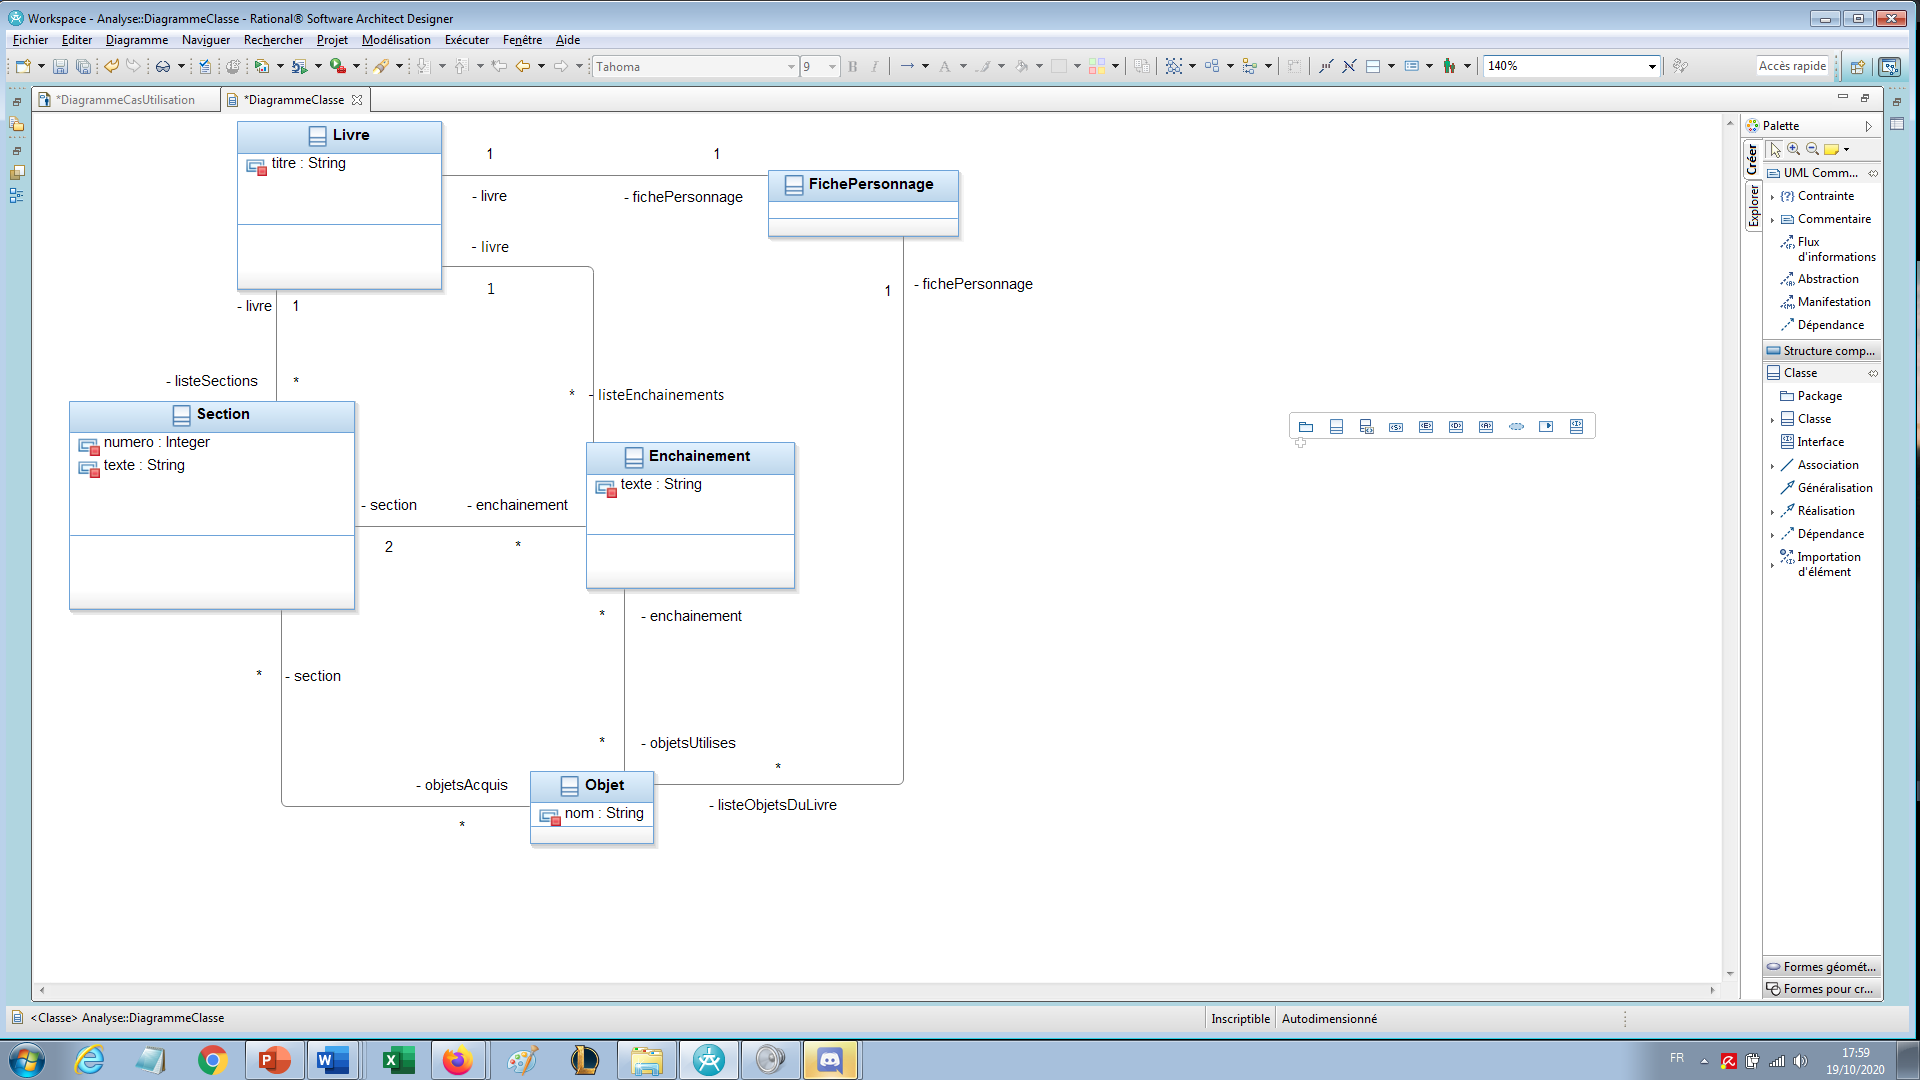 Workspace - Analyse::DiagrammeClasse - Rational® Software Architect Designer
Fichier Editer Diagramme Naviguer Rechercher Projet Modélisation Exécuter Fenêtre Aide
Tahoma 9 B I 140% Accès rapide
*DiagrammeCasUtilisation *DiagrammeClasse
Livre
titre : String
1 1
- livre - fichePersonnage
FichePersonnage
- livre
1
- livre 1
1 - fichePersonnage
- listeSections *
* - listeEnchainements
Section
numero : Integer
texte : String
Enchainement
texte : String
- section - enchainement
2 *
* - enchainement
* - section
* - objetsUtilises
*
- objetsAcquis
*
Objet
nom : String
- listeObjetsDuLivre
Palette
Créer
Explorer
UML Comm...
{?} Contrainte
Commentaire
Flux
d'informations
Abstraction
Manifestation
Dépendance
Structure comp...
Classe
Package
Classe
Interface
Association
Généralisation
Réalisation
Dépendance
Importation
d'élément
Formes géomét...
Formes pour cr...
<Classe> Analyse::DiagrammeClasse
Inscriptible Autodimensionné
FR
17:59
19/10/2020